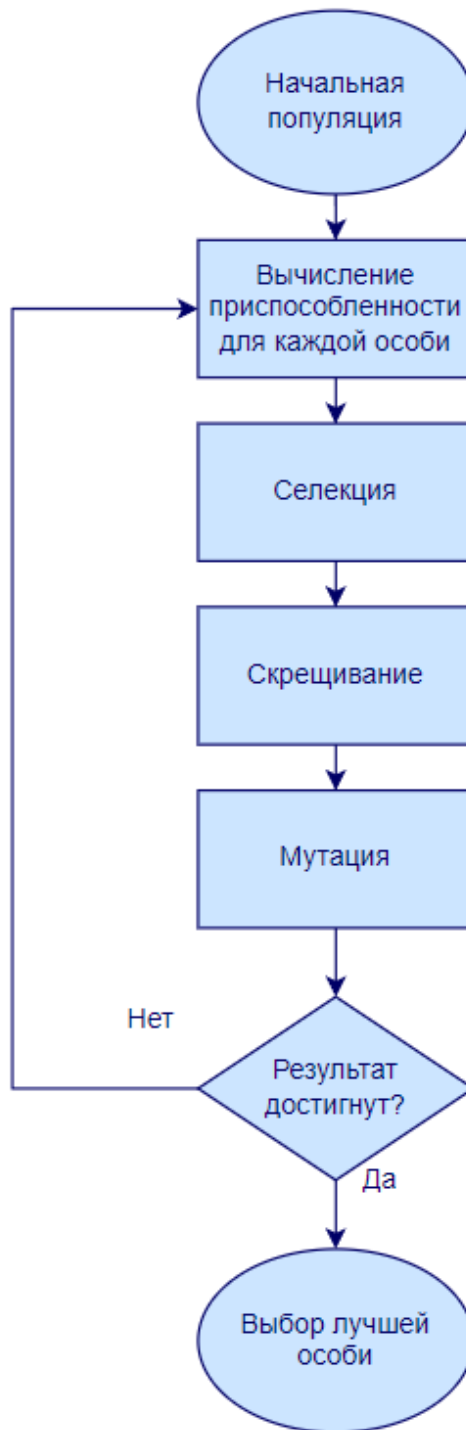 Начальная
популяция
Вычисление
приспособленности
для каждой особи
Селекция
Скрещивание
Мутация
Нет
Результат
достигнут?
Да
Выбор лучшей
особи